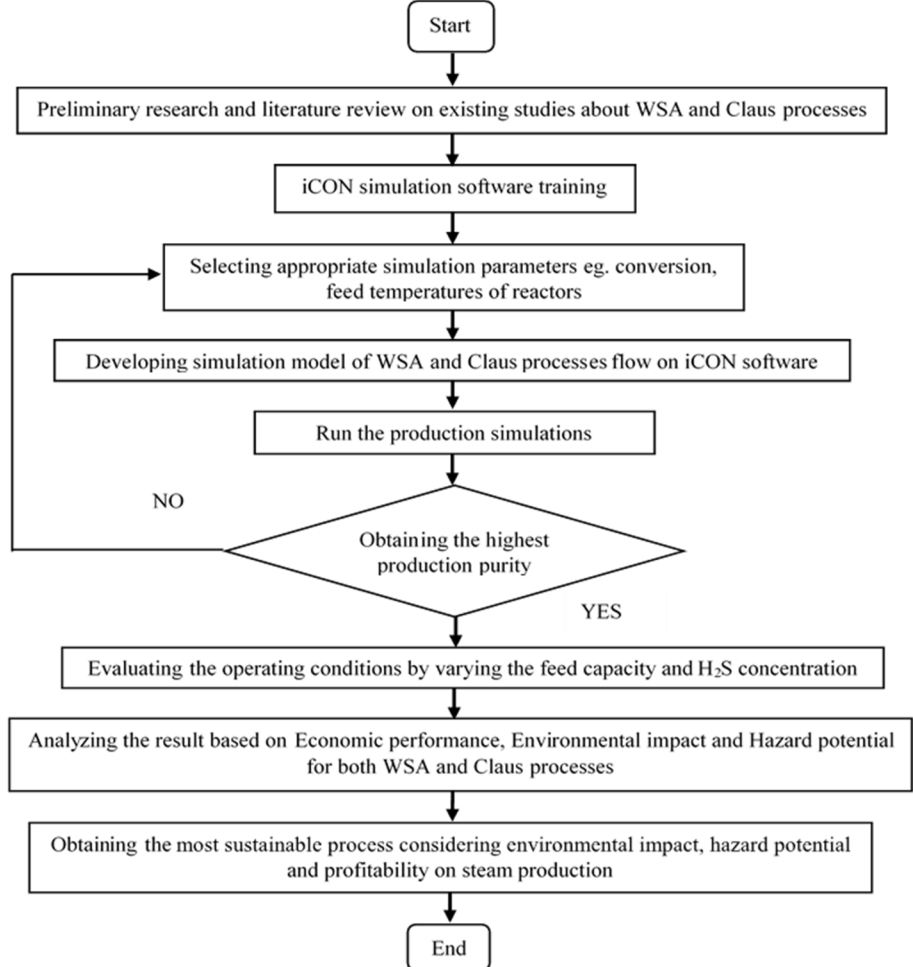 Start
Preliminary research and literature review on existing studies about WSA and Claus processes
iCON simulation software training
Selecting appropriate simulation parameters eg. conversion,
feed temperatures of reactors
Developing simulation model of WSA and Claus processes flow on iCON software
Run the production simulations
NO
Obtaining the highest
production purity
YES
Evaluating the operating conditions by varying the feed capacity and H₂S concentration
Analyzing the result based on Economic performance, Environmental impact and Hazard potential
for both WSA and Claus processes
Obtaining the most sustainable process considering environmental impact, hazard potential
and profitability on steam production
End